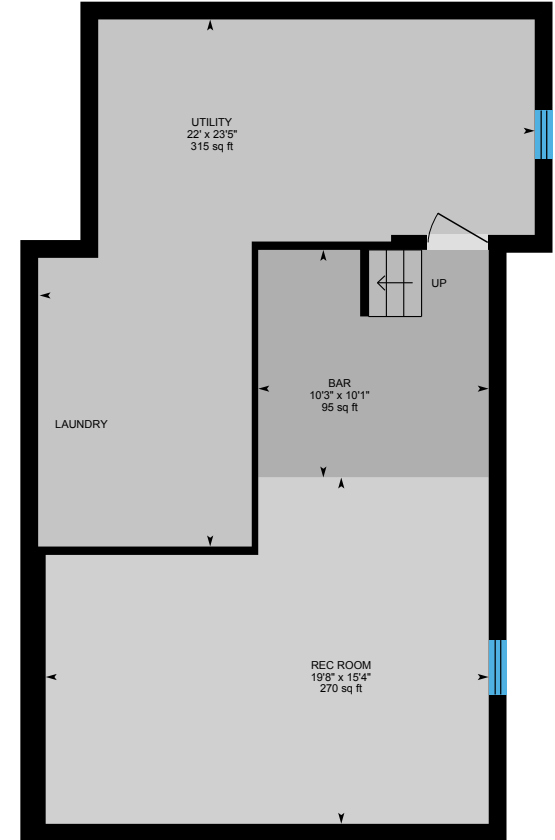 UTILITY
22' x 23'5"
315 sq ft
UP
BAR
10'3" x 10'1"
95 sq ft
LAUNDRY
REC ROOM
19'8" x 15'4"
270 sq ft